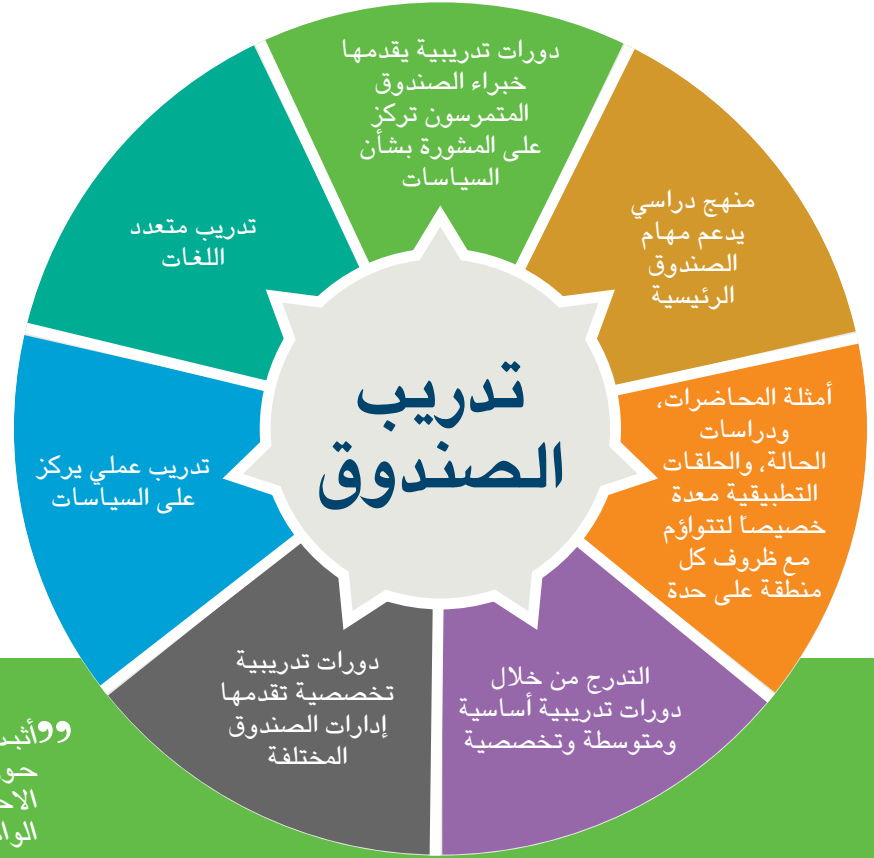 دورات تدريبية يقدمها
خبراء الصندوق
المتمرسون تركز
على المشورة بشأن
السياسات
منهج دراسي
يدعم مهام
الصندوق
الرئيسية
أمثلة المحاضرات،
ودراسات
الحالة، والحلقات
التطبيقية معدة
خصيصاً لتتواؤم
مع ظروف كل
منطقة على حدة
التدرج من خلال
دورات تدريبية أساسية
ومتوسطة وتخصصية
دورات تدريبية
تخصصية تقدمها
إدارات الصندوق
المختلفة
تدريب عملي يركز
على السياسات
تدريب متعدد
اللغات
تدريب
الصندوق